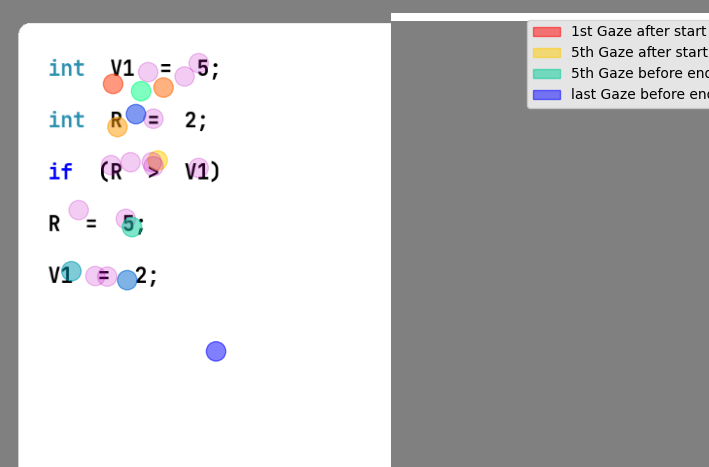 int V1 = 5;
int R = 2;
if (R > V1)
R = 5;
V1 = 2;
1st Gaze after start
5th Gaze after start
5th Gaze before end
last Gaze before end